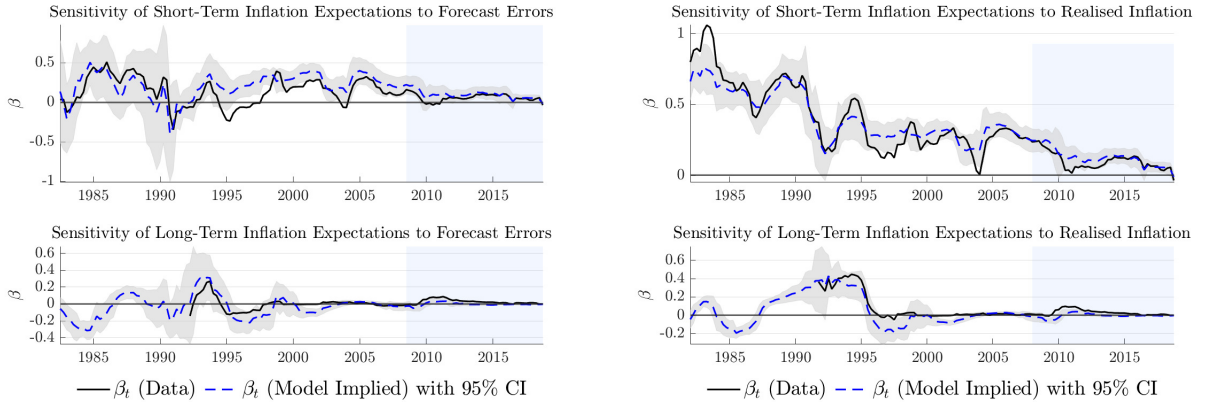 Sensitivity of Short-Term Inflation Expectations to Forecast Errors
0.5
0
-0.5
-1
β
1985 1990 1995 2000 2005 2010 2015
Sensitivity of Long-Term Inflation Expectations to Forecast Errors
0.6
0.4
0.2
0
-0.2
-0.4
β
1985 1990 1995 2000 2005 2010 2015
βt (Data) βt (Model Implied) with 95% CI
Sensitivity of Short-Term Inflation Expectations to Realised Inflation
1
0.5
0
β
1985 1990 1995 2000 2005 2010 2015
Sensitivity of Long-Term Inflation Expectations to Realised Inflation
0.6
0.4
0.2
0
-0.2
β
1985 1990 1995 2000 2005 2010 2015
βt (Data) βt (Model Implied) with 95% CI